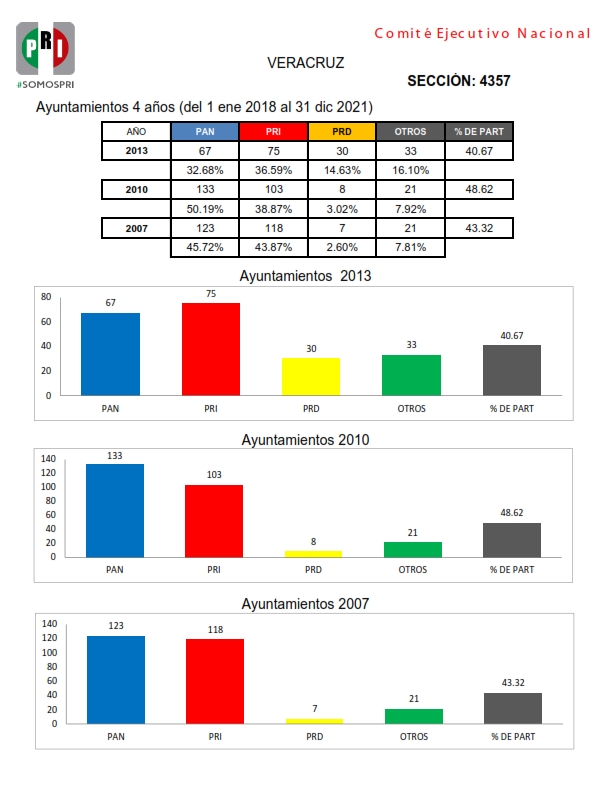 Comité Ejecutivo Nacional
PRI
#SOMOSPRI
VERACRUZ
SECCIÓN: 4357
Ayuntamientos 4 años (del 1 ene 2018 al 31 dic 2021)
AÑO PAN PRI PRD OTROS % DE PART
2013 67 75 30 33 40.67
32.68% 36.59% 14.63% 16.10%
2010 133 103 8 21 48.62
50.19% 38.87% 3.02% 7.92%
2007 123 118 7 21 43.32
45.72% 43.87% 2.60% 7.81%
Ayuntamientos 2013
80
60
40
20
0
67 75 30 33 40.67
PAN PRI PRD OTROS % DE PART
Ayuntamientos 2010
140
120
100
80
60
40
20
0
133 103 8 21 48.62
PAN PRI PRD OTROS % DE PART
Ayuntamientos 2007
140
120
100
80
60
40
20
0
123 118 7 21 43.32
PAN PRI PRD OTROS % DE PART